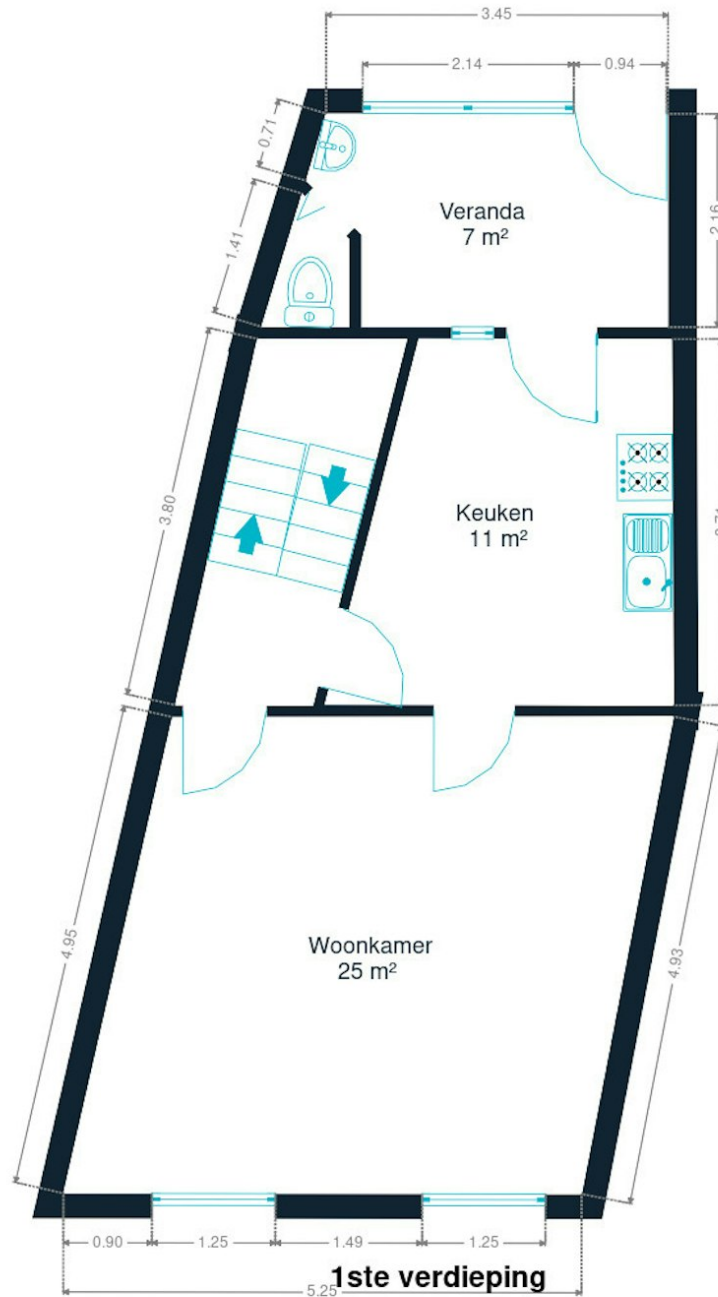 3.45
2.14
0.94
0.71
1.41
Veranda
7 m²
2.16
3.80
Keuken
11 m²
4.95
Woonkamer
25 m²
4.93
0.90
1.25
1.49
1.25
1ste verdieping
5.25